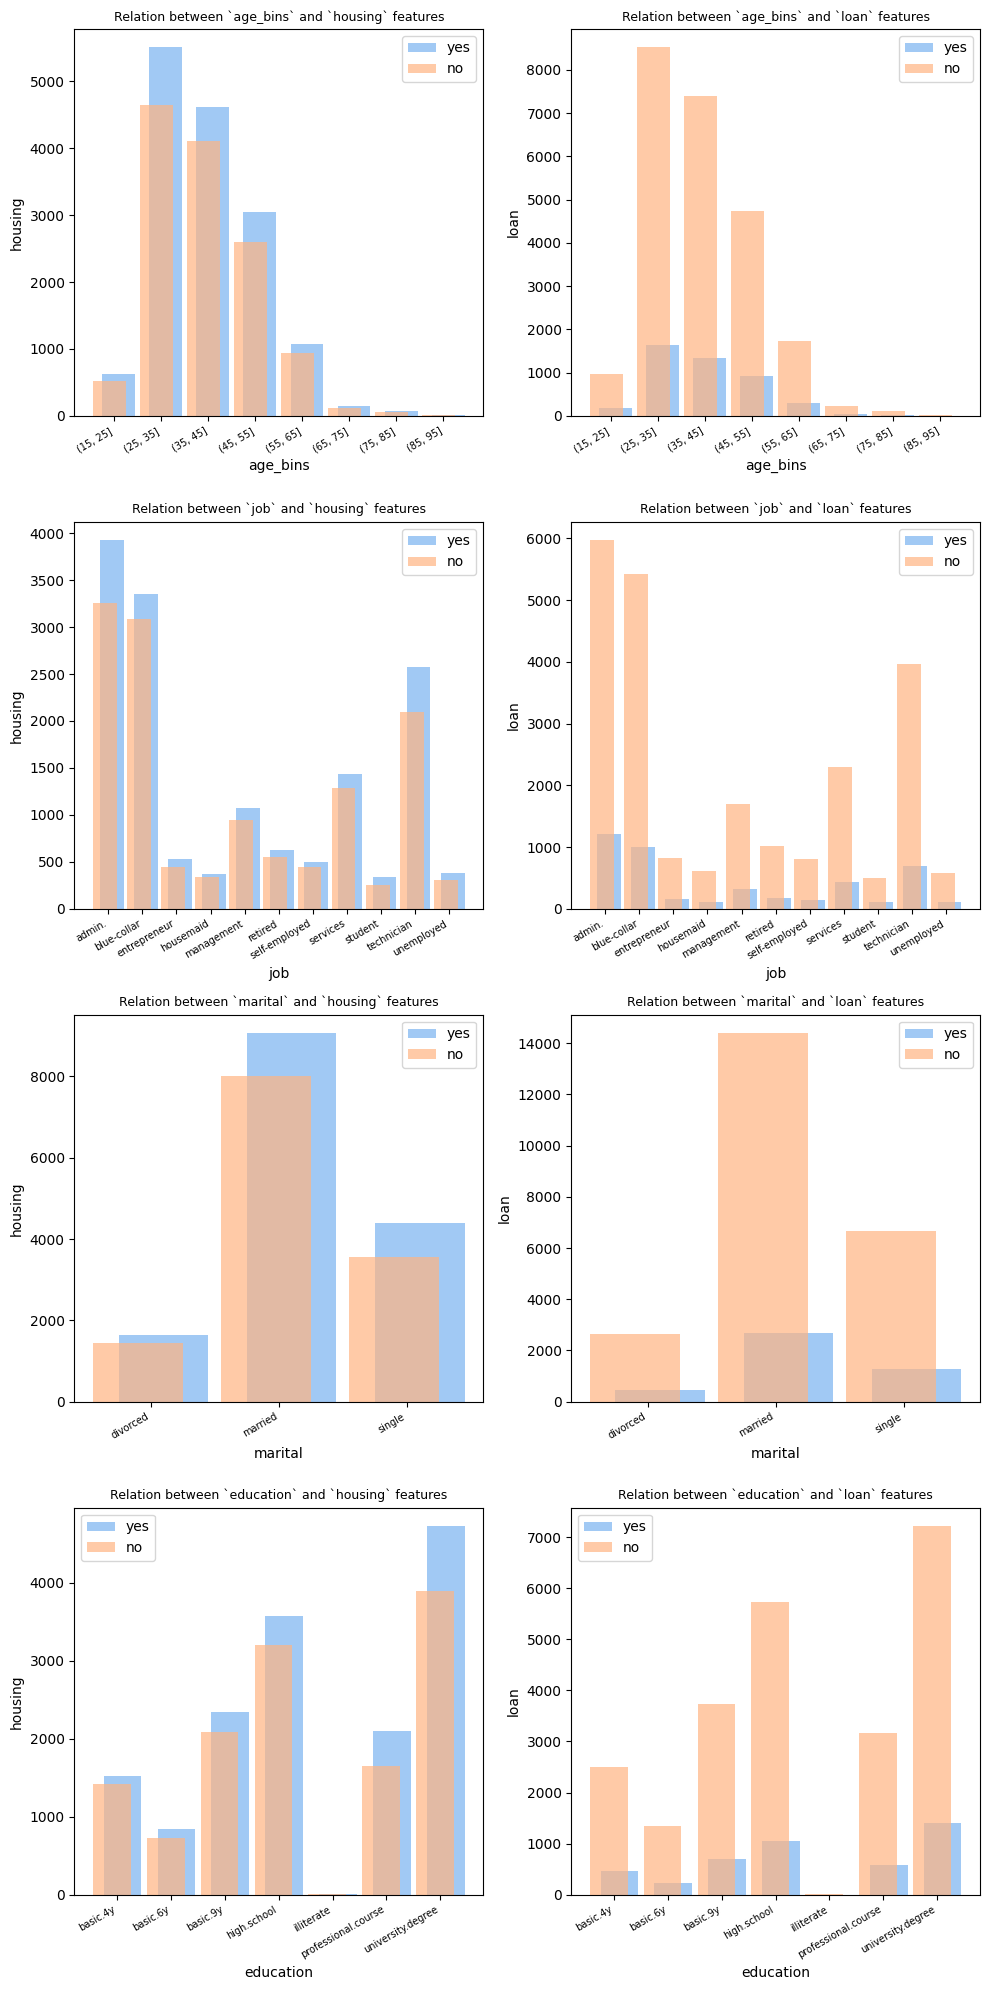 Relation between `age_bins` and `housing` features
yes
no
housing
5000
4000
3000
2000
1000
0
(15, 25]
(25, 35]
(35, 45]
(45, 55]
(55, 65]
(65, 75]
(75, 85]
(85, 95]
age_bins
Relation between `age_bins` and `loan` features
yes
no
loan
8000
7000
6000
5000
4000
3000
2000
1000
0
(15, 25]
(25, 35]
(35, 45]
(45, 55]
(55, 65]
(65, 75]
(75, 85]
(85, 95]
age_bins
Relation between `job` and `housing` features
yes
no
housing
4000
3500
3000
2500
2000
1500
1000
500
0
admin.
blue-collar
entrepreneur
housemaid
management
retired
self-employed
services
student
technician
unemployed
job
Relation between `job` and `loan` features
yes
no
loan
6000
5000
4000
3000
2000
1000
0
admin.
blue-collar
entrepreneur
housemaid
management
retired
self-employed
services
student
technician
unemployed
job
Relation between `marital` and `housing` features
yes
no
housing
8000
6000
4000
2000
0
divorced
married
single
marital
Relation between `marital` and `loan` features
yes
no
loan
14000
12000
10000
8000
6000
4000
2000
0
divorced
married
single
marital
Relation between `education` and `housing` features
yes
no
housing
4000
3000
2000
1000
0
basic.4y
basic.6y
basic.9y
high.school
illiterate
professional.course
university.degree
education
Relation between `education` and `loan` features
yes
no
loan
7000
6000
5000
4000
3000
2000
1000
0
basic.4y
basic.6y
basic.9y
high.school
illiterate
professional.course
university.degree
education